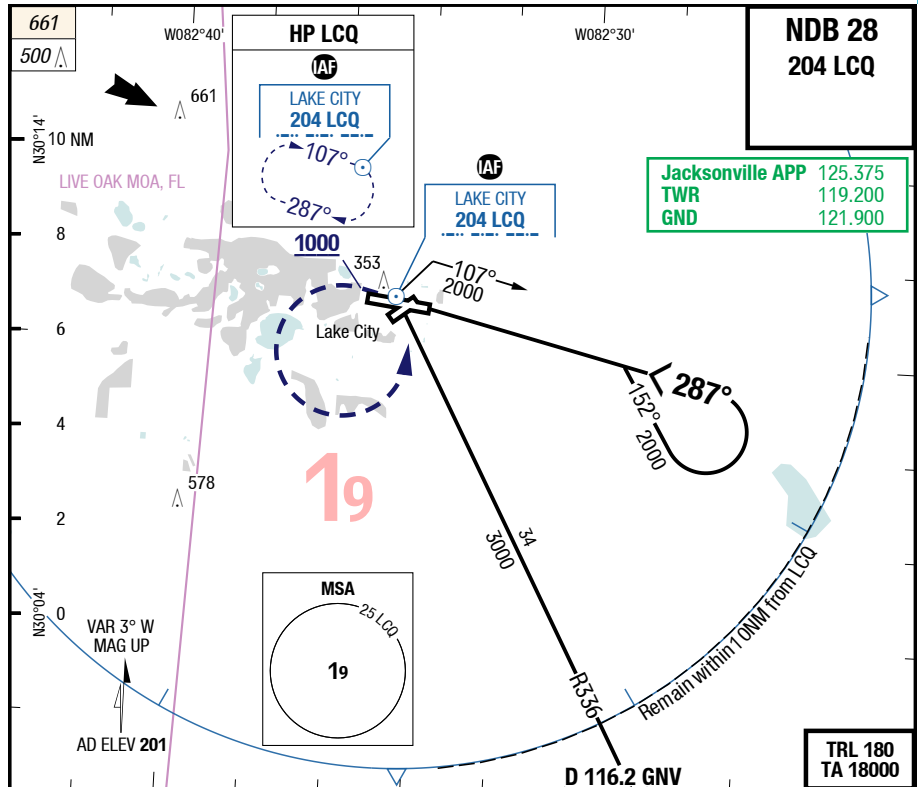 661
500
W082°40'
HP LCQ
IAF
LAKE CITY
204 LCQ
107°
287°
W082°30'
NDB 28
204 LCQ
N30°14'
10 NM
661
LIVE OAK MOA, FL
IAF
LAKE CITY
204 LCQ
Jacksonville APP 125.375
TWR 119.200
GND 121.900
8
1000
353
107°
2000
6
Lake City
287°
152°
2000
4
19
578
2
34
3000
MSA
25 LCQ
19
N30°04'
0
VAR 3° W
MAG UP
Remain within 10NM from LCQ
R336
AD ELEV 201
D 116.2 GNV
TRL 180
TA 18000